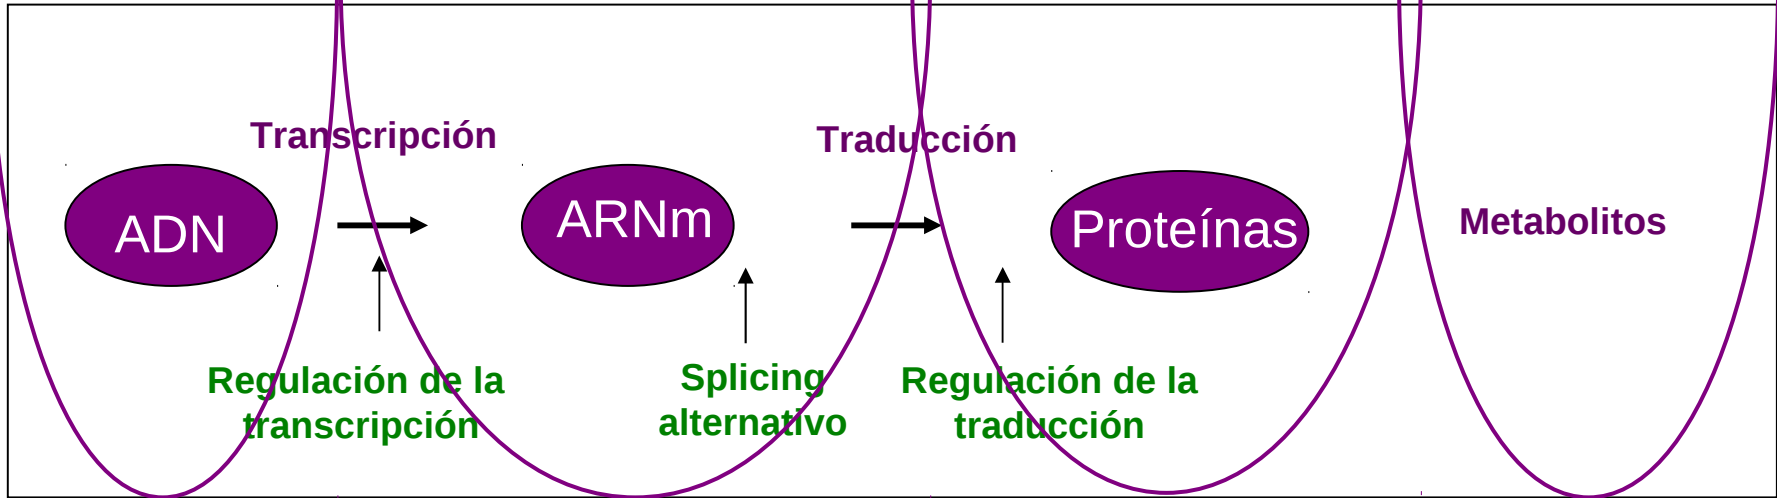 Transcripción
Traducción
ADN
ARNm
Proteínas
Metabolitos
Regulación de la
transcripción
Splicing
alternativo
Regulación de la
traducción